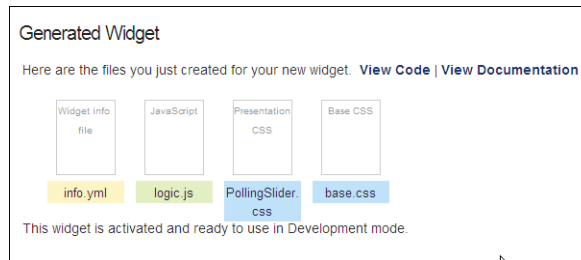 Generated Widget
Here are the files you just created for your new widget. View Code | View Documentation
Widget info
file
JavaScript
Presentation
CSS
Base CSS
info.yml
logic.js
PollingSlider.
css
base.css
This widget is activated and ready to use in Development mode.